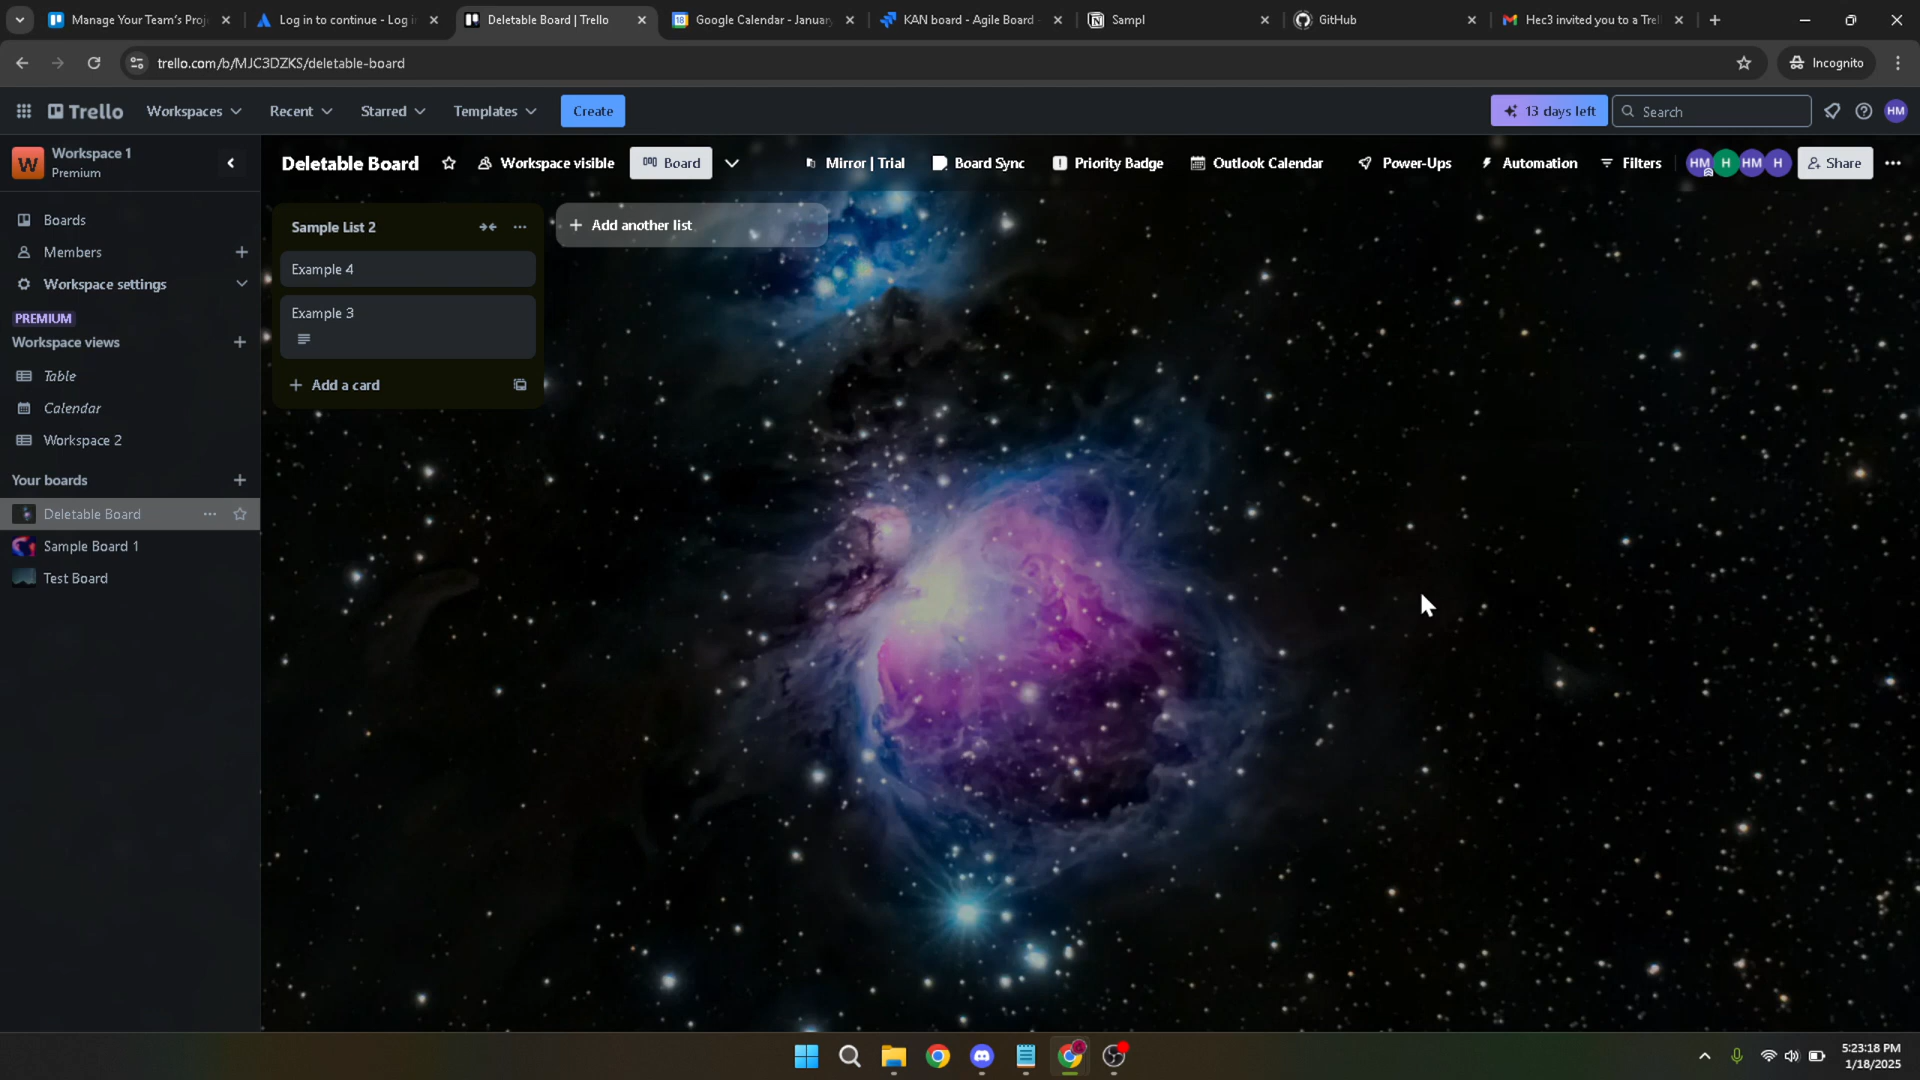 Manage Your Team's Proj
Log in to continue - Log i
Deletable Board | Trello
Google Calendar - January
KAN board - Agile Board -
Sampl
GitHub
Hec3 invited you to a Trel
trello.com/b/MJC3DZKS/deletable-board
Incognito
Trello
Workspaces
Recent
Starred
Templates
Create
13 days left
Search
HM
W
Workspace 1
Premium
Deletable Board
Workspace visible
Board
Mirror | Trial
Board Sync
Priority Badge
Outlook Calendar
Power-Ups
Automation
Filters
HM
H
HM
H
Share
Boards
Members
Workspace settings
PREMIUM
Workspace views
Table
Calendar
Workspace 2
Your boards
Deletable Board
Sample Board 1
Test Board
Sample List 2
Example 4
Example 3
Add a card
Add another list
5:23:18 PM
1/18/2025